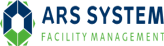 ARS SYSTEM
FACILITY MANAGEMENT